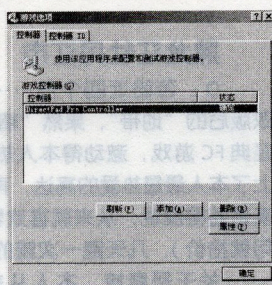 游戏选项
控制器 控制器 ID
使用该应用程序来配置和测试游戏控制器。
游戏控制器(G)
控制器 状态
DirectPad Pro Controller
刷新(F) 添加(A)... 删除(R)
属性(P)
确定